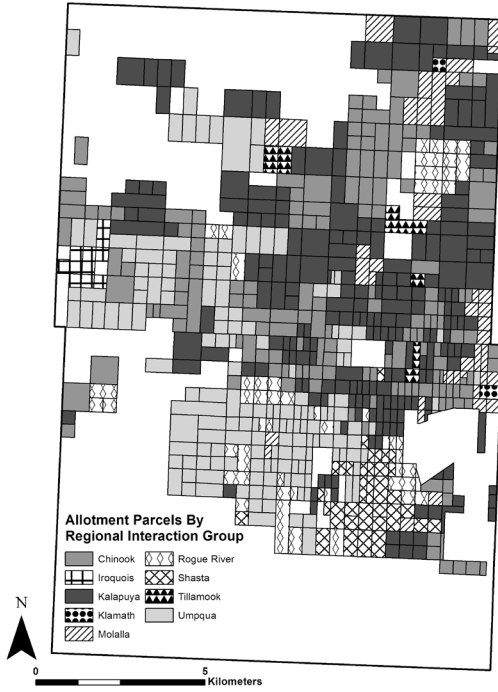 Allotment Parcels By
Regional Interaction Group
Chinook
Rogue River
Iroquois
Shasta
Kalapuya
Tillamook
Klamath
Umpqua
Molalla
N
0 5
Kilometers